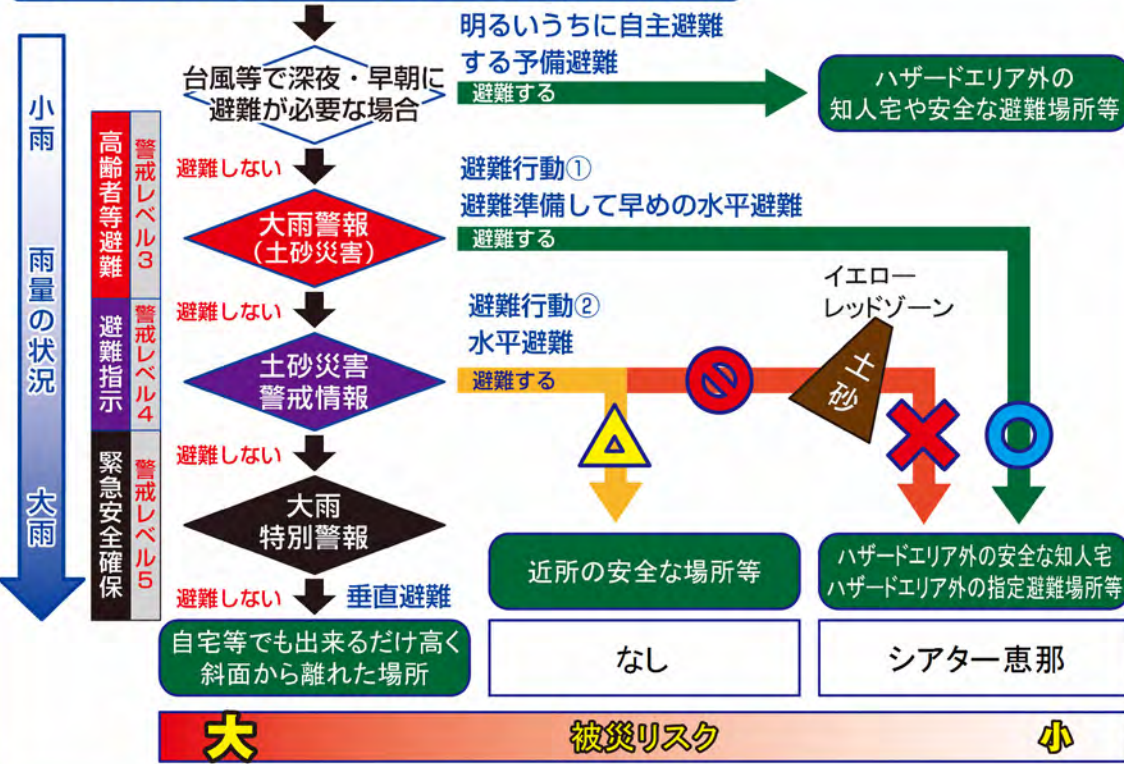 明るいうちに自主避難
する予備避難
避難する
台風等で深夜・早朝に
避難が必要な場合
ハザードエリア外の
知人宅や安全な避難場所等
小雨
雨量の状況
大雨
高齢者等避難
警戒レベル3
避難指示
警戒レベル4
緊急安全確保
警戒レベル5
避難しない
避難行動①
避難準備して早めの水平避難
避難する
大雨警報
(土砂災害)
避難しない
避難行動②
水平避難
避難する
イエロー
レッドゾーン
土砂
土砂災害
警戒情報
避難しない
大雨
特別警報
避難しない
垂直避難
近所の安全な場所等
ハザードエリア外の安全な知人宅
ハザードエリア外の指定避難場所等
自宅等でも出来るだけ高く
斜面から離れた場所
なし
シアター恵那
大
被災リスク
小